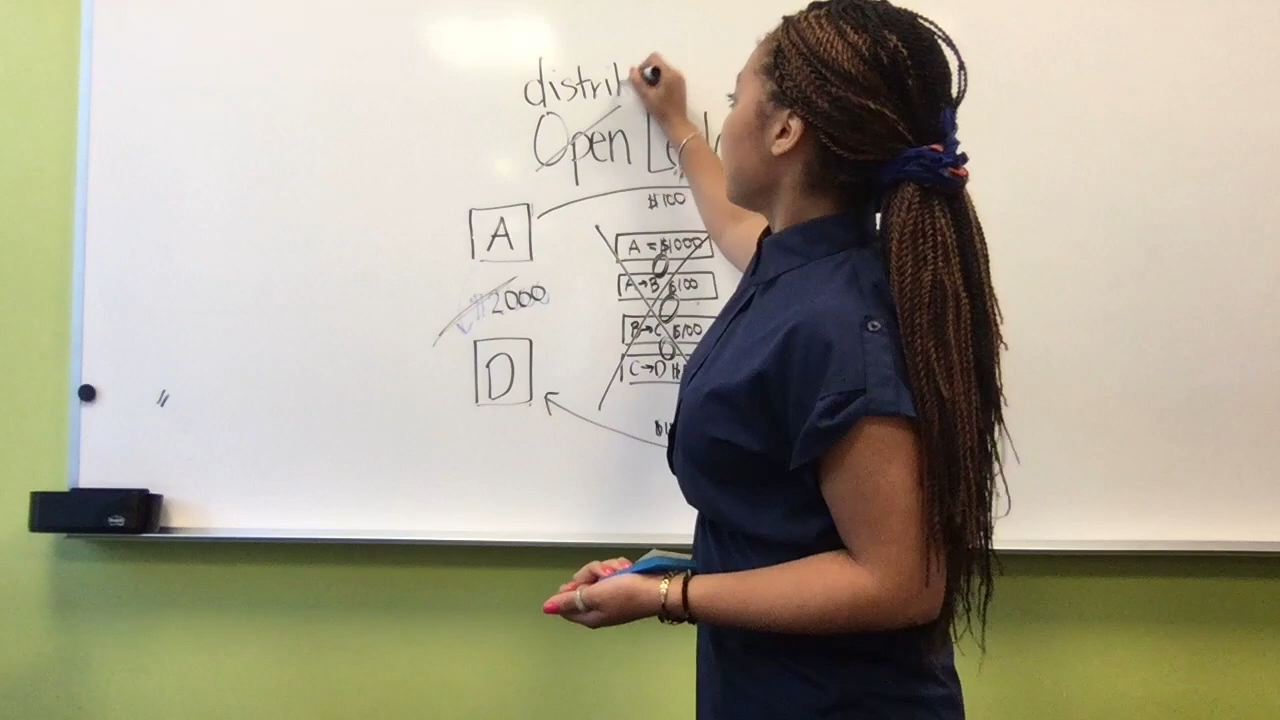 distri
Open
$100
A
A = $1000
A→B $100
2000
B→C $100
D
C→D